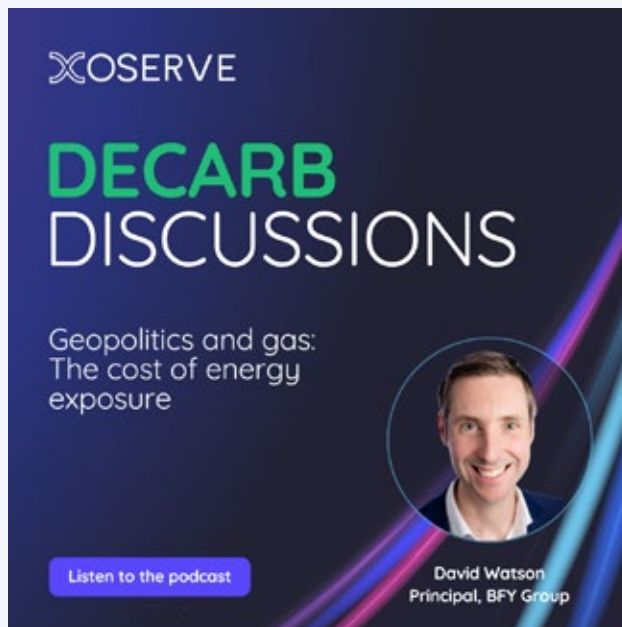 XOSERVE
DECARB
DISCUSSIONS
Geopolitics and gas:
The cost of energy
exposure
Listen to the podcast
David Watson
Principal, BFY Group